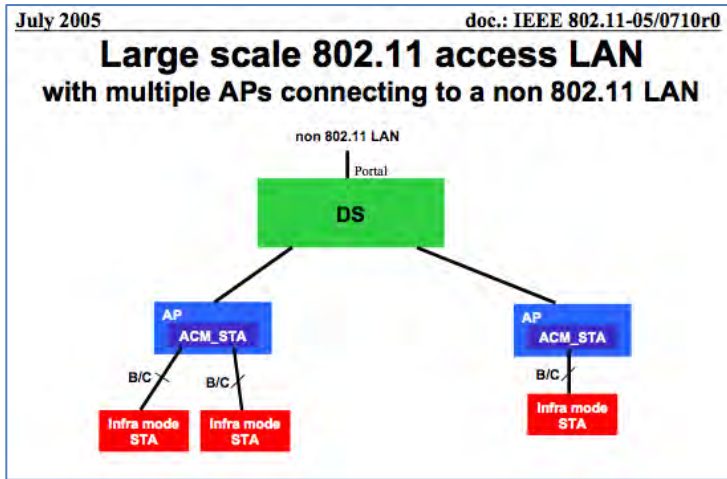 July 2005 doc.: IEEE 802.11-05/0710r0
Large scale 802.11 access LAN
with multiple APs connecting to a non 802.11 LAN
non 802.11 LAN
Portal
DS
AP
ACM_STA
AP
ACM_STA
B/C
B/C
B/C
Infra mode
STA
Infra mode
STA
Infra mode
STA